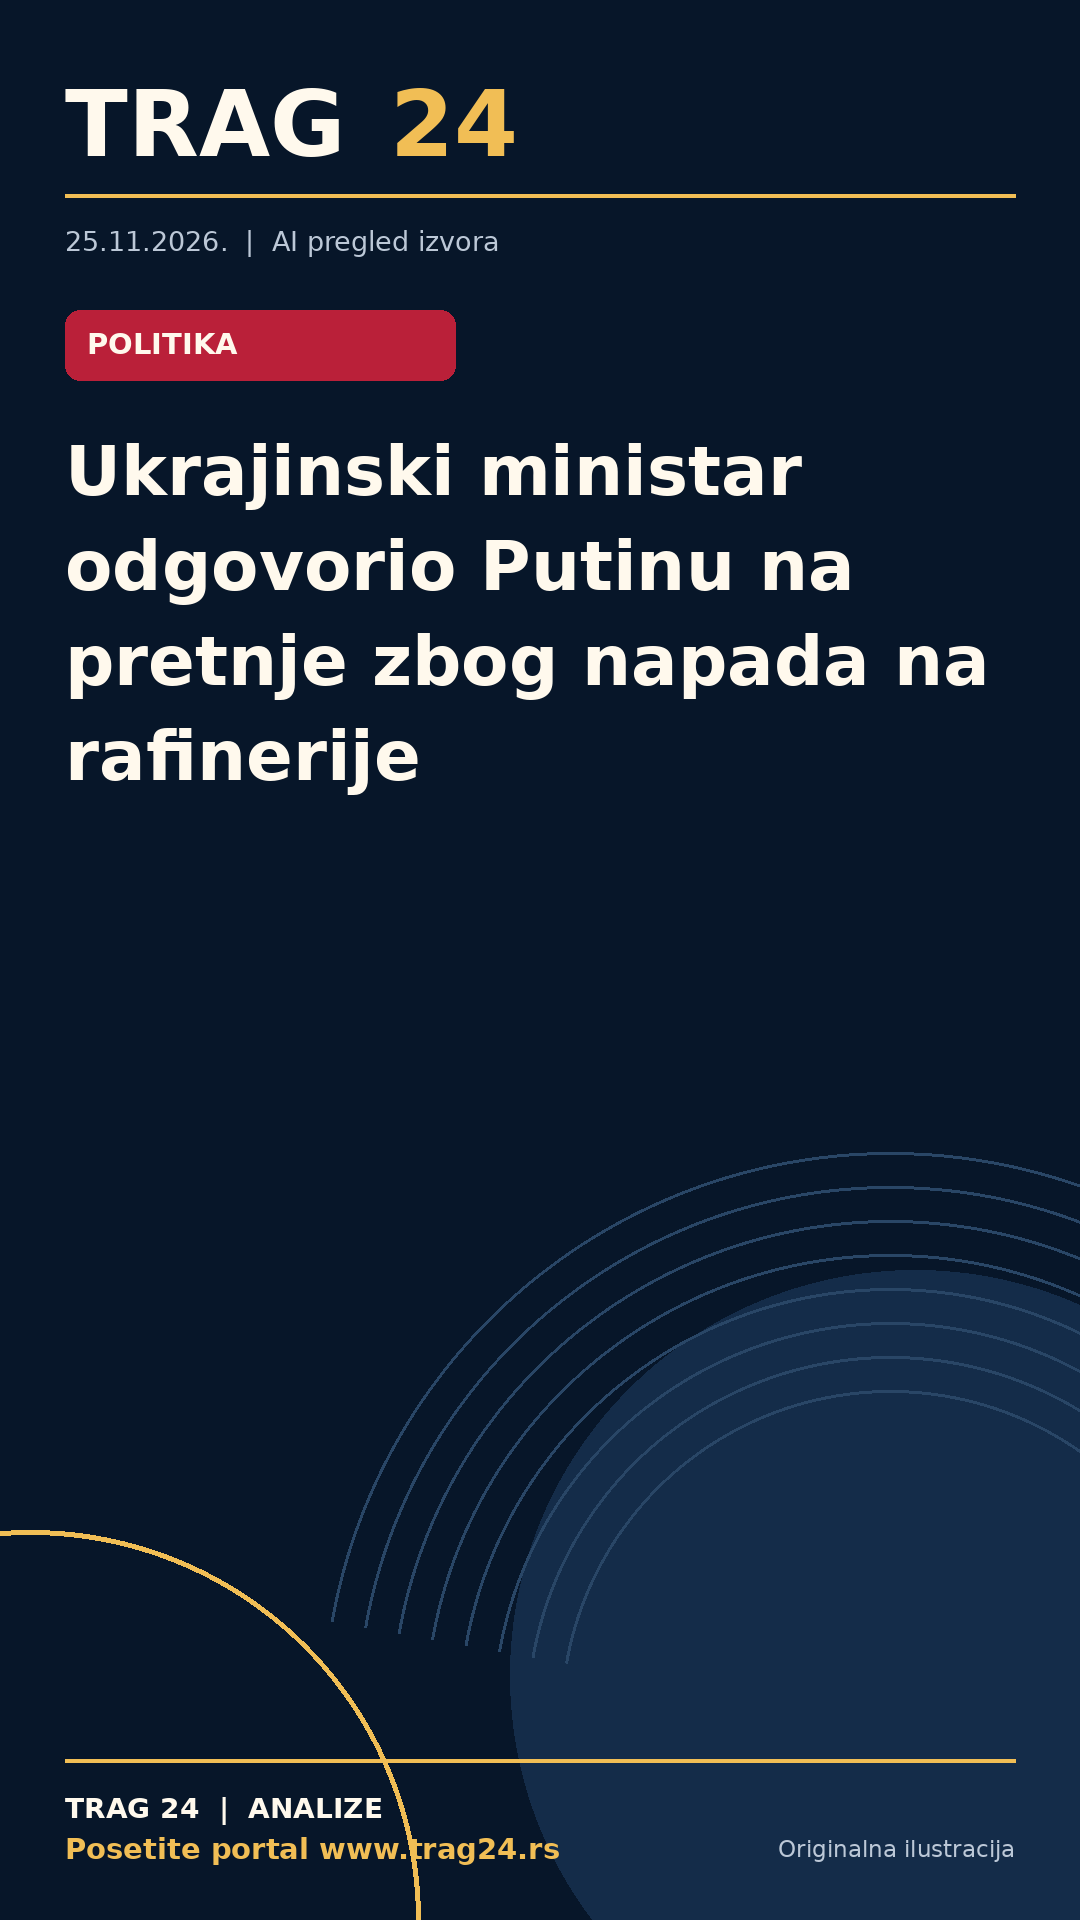 TRAG 24
25.11.2026. | AI pregled izvora
POLITIKA
Ukrajinski ministar
odgovorio Putinu na
pretnje zbog napada na
rafinerije
TRAG 24 | ANALIZE
Posetite portal www.trag24.rs
Originalna ilustracija